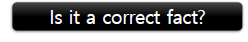 Is it a correct fact?